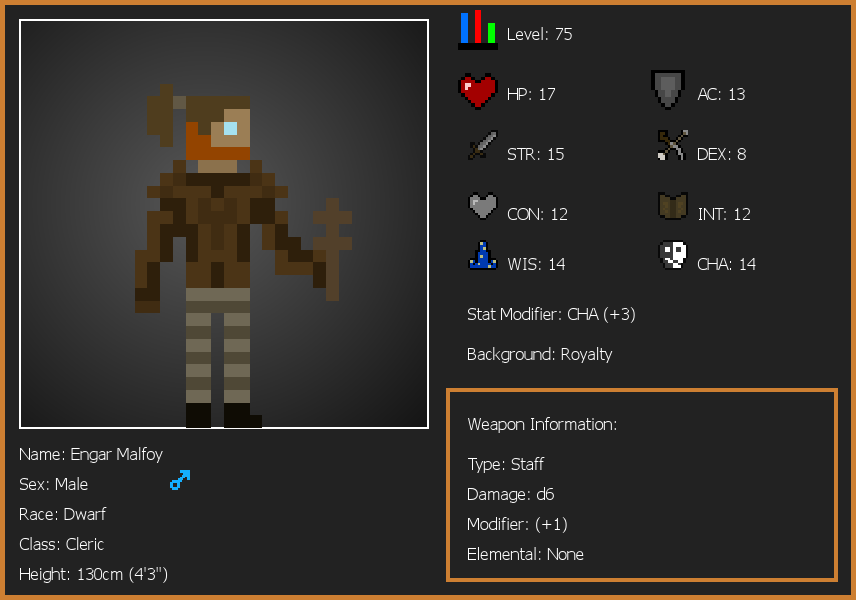 Level: 75
HP: 17
AC: 13
STR: 15
DEX: 8
CON: 12
INT: 12
WIS: 14
CHA: 14
Stat Modifier: CHA (+3)
Background: Royalty
Weapon Information:
Type: Staff
Damage: d6
Modifier: (+1)
Elemental: None
Name: Engar Malfoy
Sex: Male
Race: Dwarf
Class: Cleric
Height: 130cm (4'3")